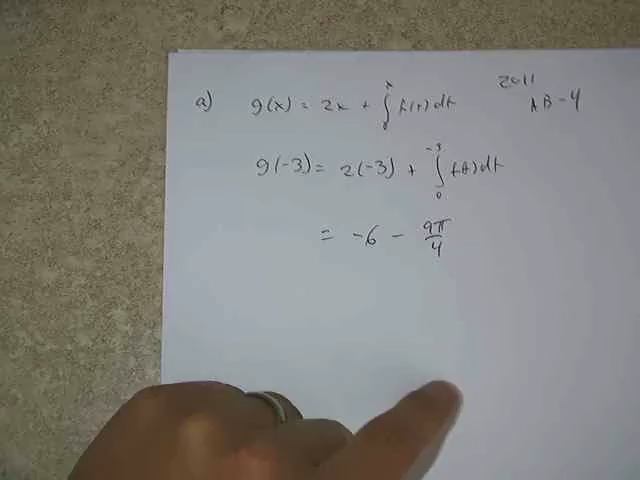 a) g(x) = 2x + ∫₀ˣ f(t) dt
2011
AB-4
g(-3) = 2(-3) + ∫₀⁻³ f(t) dt
= -6 - 9π/4